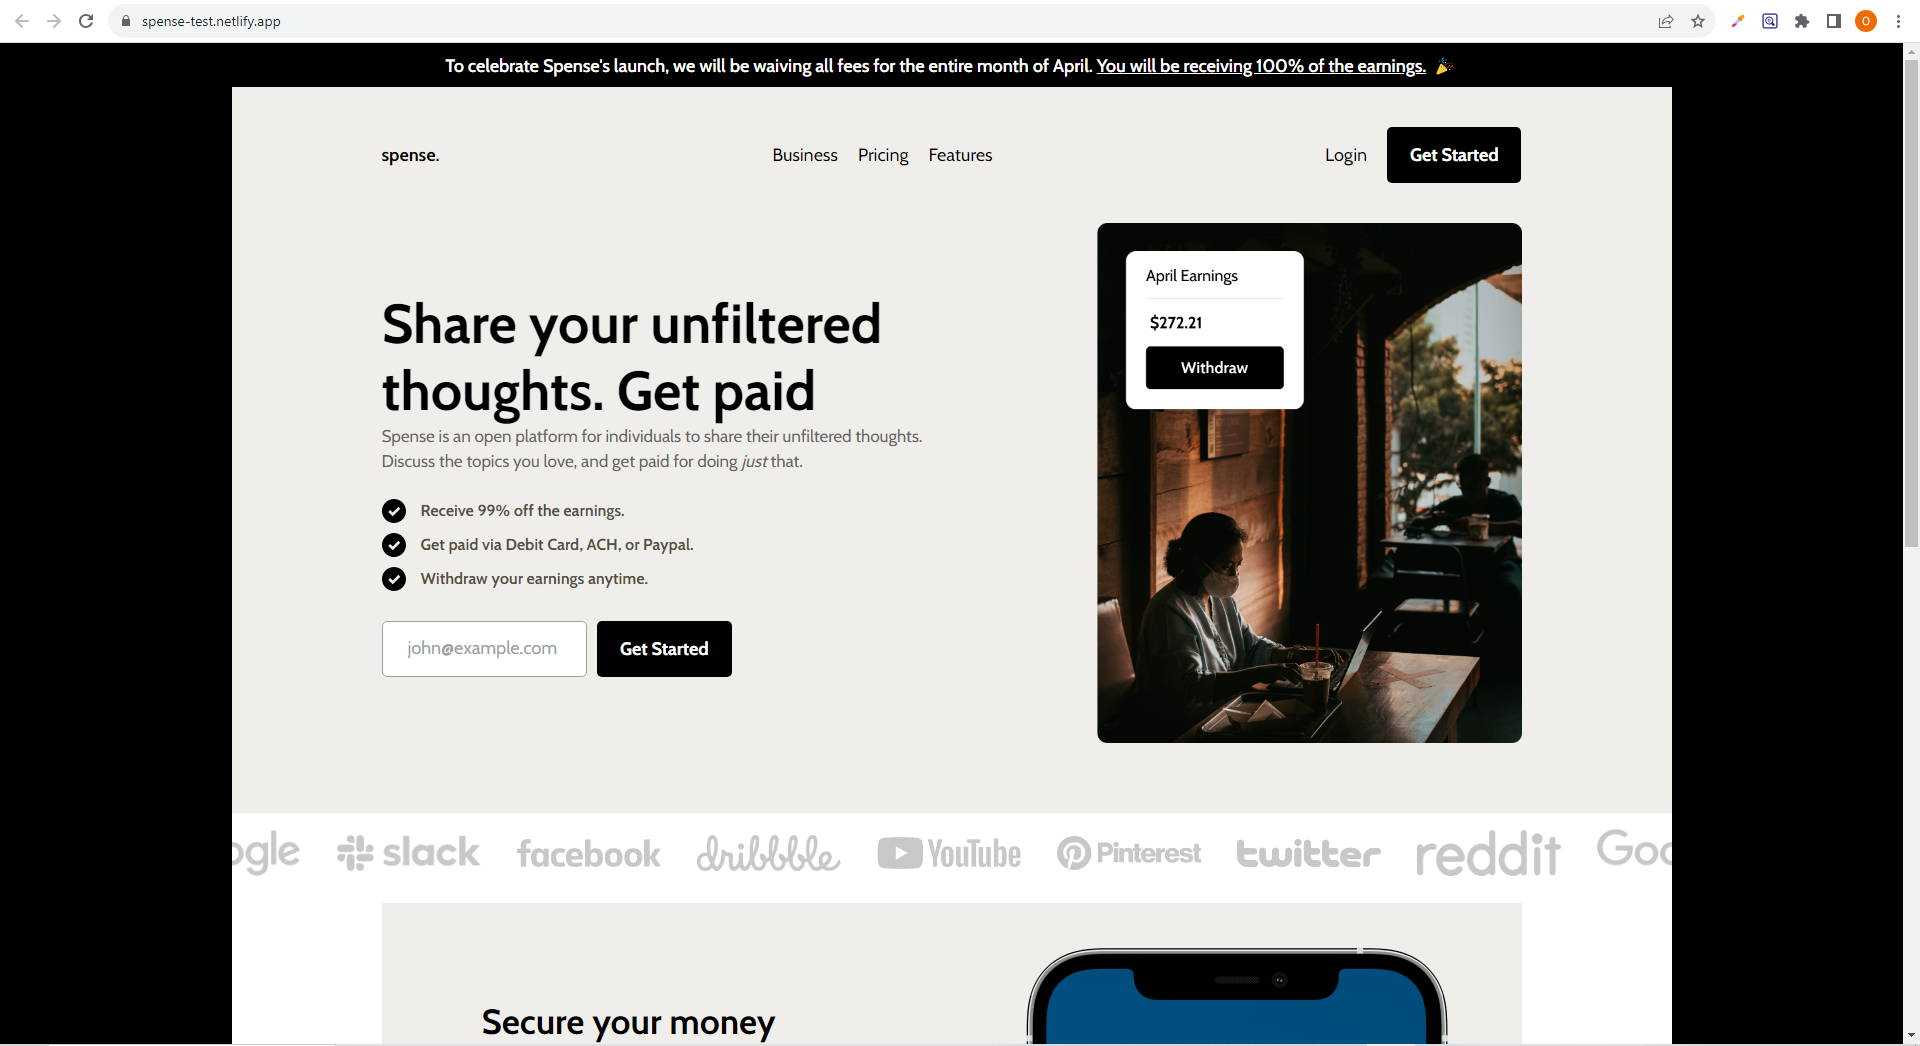 spense-test.netlify.app
O
To celebrate Spense's launch, we will be waiving all fees for the entire month of April. You will be receiving 100% of the earnings. 🎉
spense.
Business Pricing Features
Login Get Started
April Earnings
$272.21
Withdraw
Share your unfiltered
thoughts. Get paid
Spense is an open platform for individuals to share their unfiltered thoughts.
Discuss the topics you love, and get paid for doing just that.
Receive 99% off the earnings.
Get paid via Debit Card, ACH, or Paypal.
Withdraw your earnings anytime.
john@example.com Get Started
ogle slack facebook dribbble YouTube Pinterest twitter reddit Goo
Secure your money